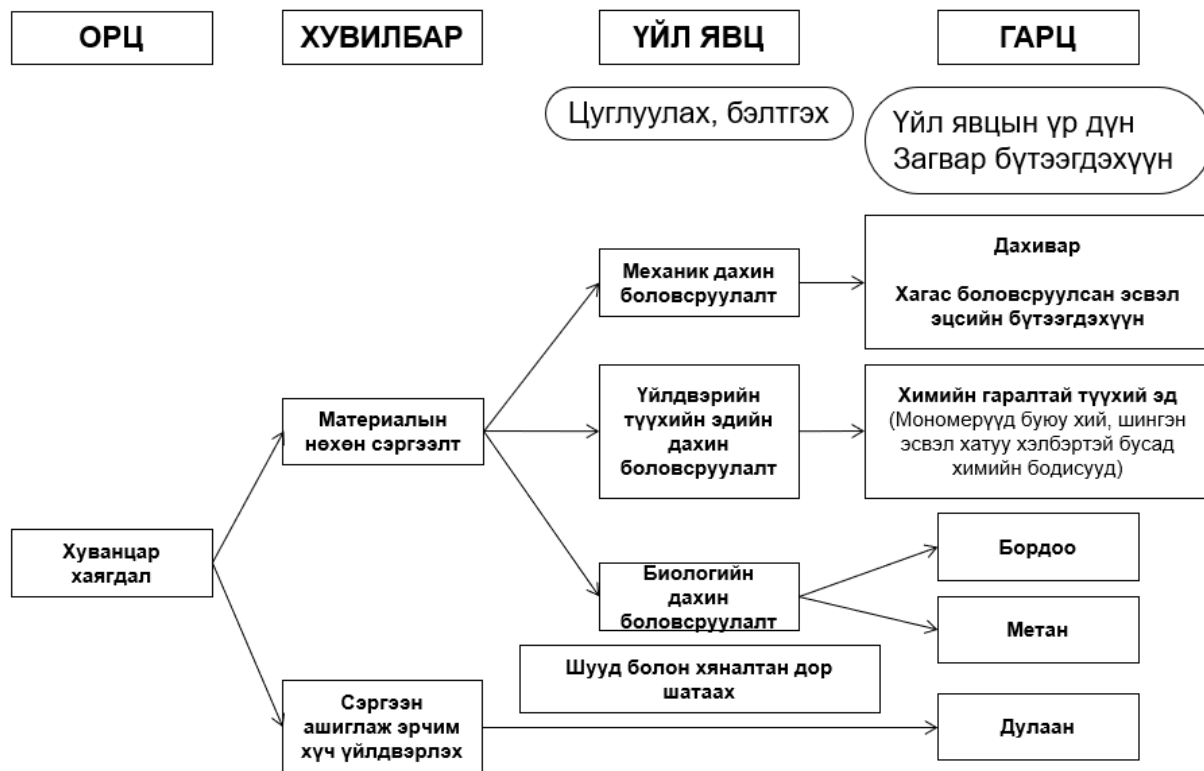 ОРЦ
ХУВИЛБАР
ҮЙЛ ЯВЦ
ГАРЦ
Цуглуулах, бэлтгэх
Үйл явцын үр дүн
Загвар бүтээгдэхүүн
Механик дахин
боловсруулалт
Дахивар
Хагас боловсруулсан эсвэл
эцсийн бүтээгдэхүүн
Материалын
нөхөн сэргээлт
Үйлдвэрийн
түүхийн эдийн
дахин
боловсруулалт
Химийн гаралтай түүхий эд
(Мономерүүд буюу хий, шингэн
эсвэл хатуу хэлбэртэй бусад
химийн бодисууд)
Хуванцар
хаягдал
Биологийн
дахин
боловсруулалт
Бордоо
Метан
Шууд болон хяналтан дор
шатаах
Сэргээн
ашиглаж эрчим
хүч үйлдвэрлэх
Дулаан